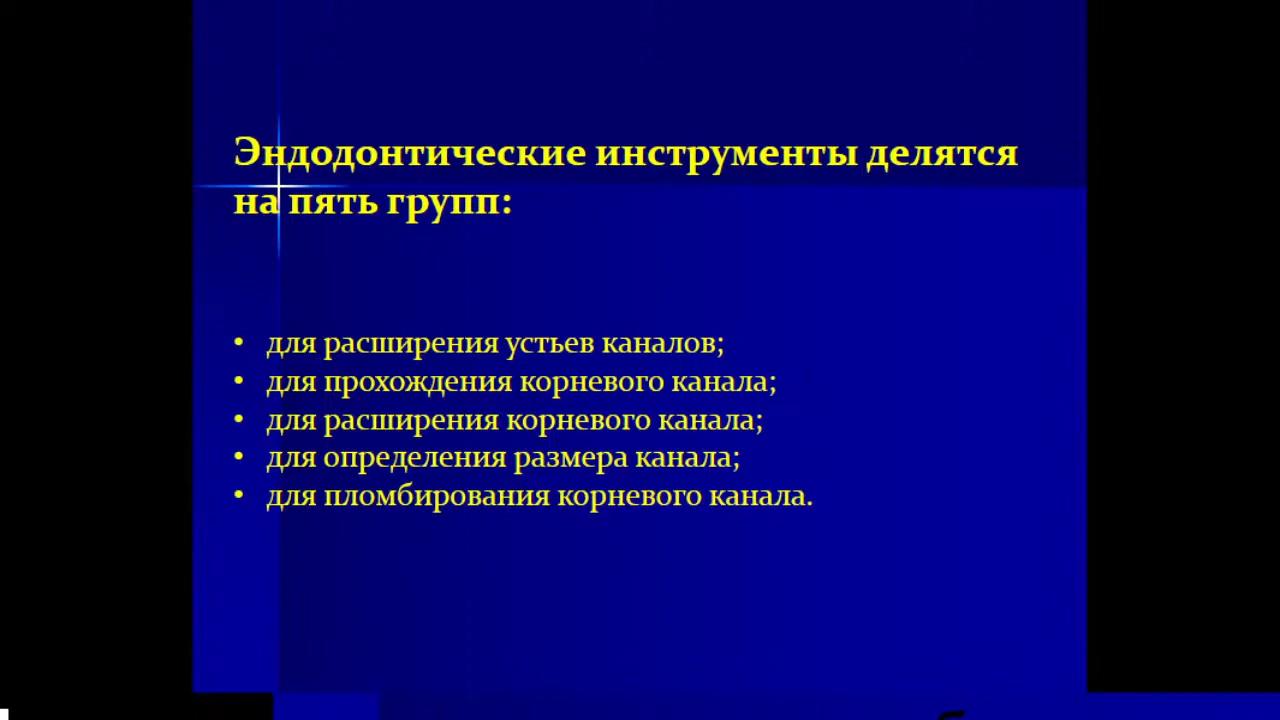 Эндодонтические инструменты делятся
на пять групп:
• для расширения устьев каналов;
• для прохождения корневого канала;
• для расширения корневого канала;
• для определения размера канала;
• для пломбирования корневого канала.